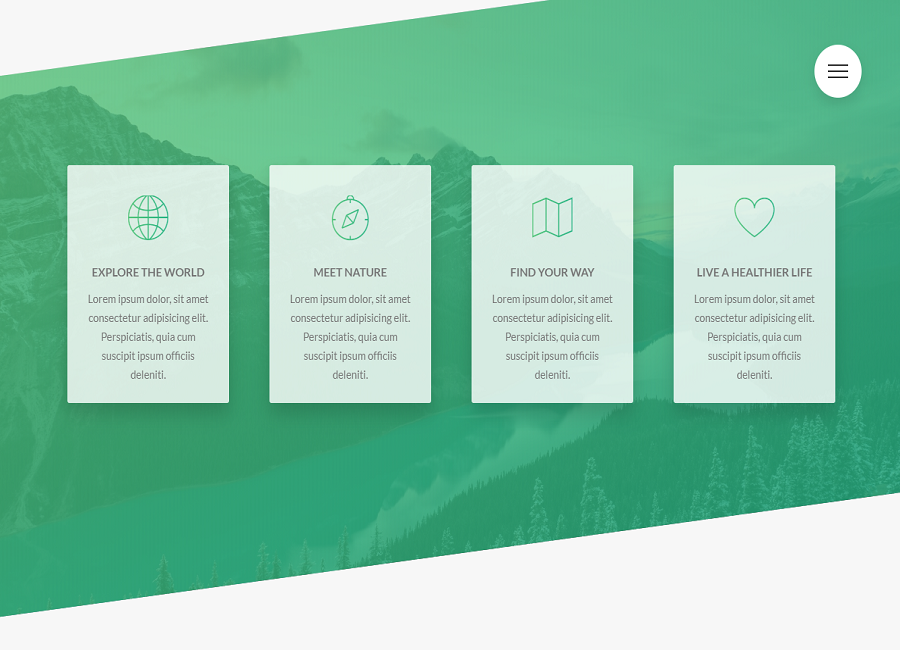 EXPLORE THE WORLD
Lorem ipsum dolor, sit amet
consectetur adipisicing elit.
Perspiciatis, quia cum
suscipit ipsum officiis
deleniti.
MEET NATURE
Lorem ipsum dolor, sit amet
consectetur adipisicing elit.
Perspiciatis, quia cum
suscipit ipsum officiis
deleniti.
FIND YOUR WAY
Lorem ipsum dolor, sit amet
consectetur adipisicing elit.
Perspiciatis, quia cum
suscipit ipsum officiis
deleniti.
LIVE A HEALTHIER LIFE
Lorem ipsum dolor, sit amet
consectetur adipisicing elit.
Perspiciatis, quia cum
suscipit ipsum officiis
deleniti.